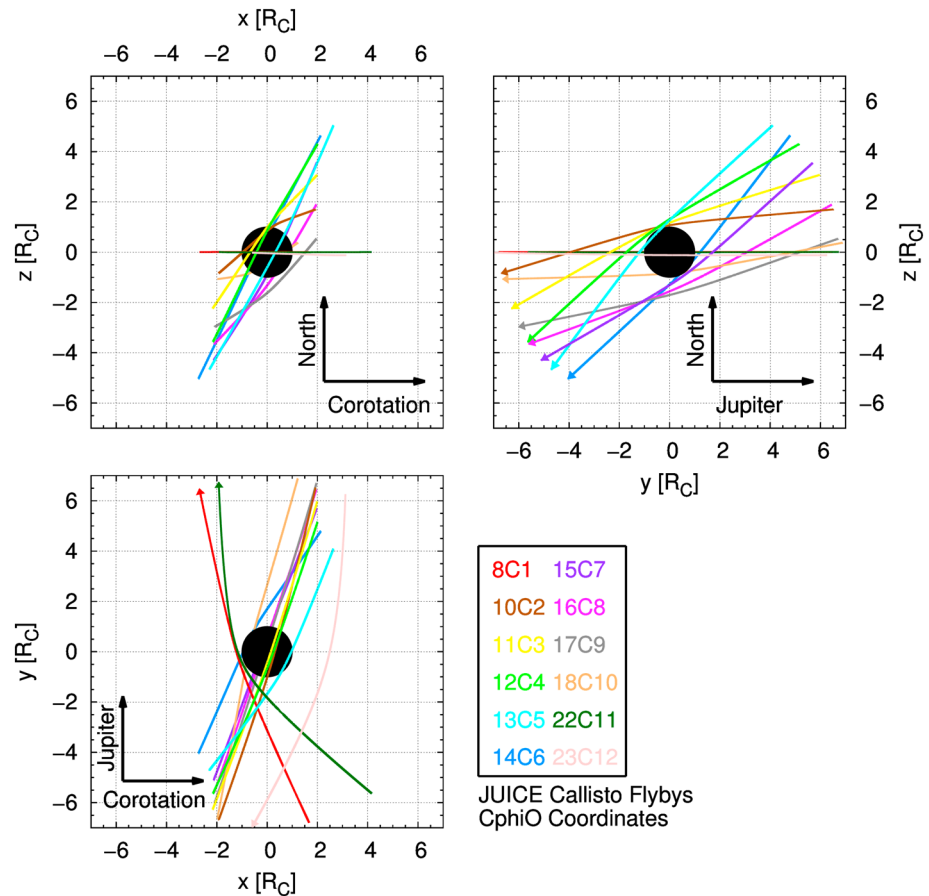 x [R_C]
−6 −4 −2 0 2 4 6
6
4
2
0
−2
−4
−6
z [R_C]
North
Corotation
6
4
2
0
−2
−4
−6
z [R_C]
North
Jupiter
−6 −4 −2 0 2 4 6
y [R_C]
6
4
2
0
−2
−4
−6
y [R_C]
Jupiter
Corotation
−6 −4 −2 0 2 4 6
x [R_C]
8C1 15C7
10C2 16C8
11C3 17C9
12C4 18C10
13C5 22C11
14C6 23C12
JUICE Callisto Flybys
CphiO Coordinates